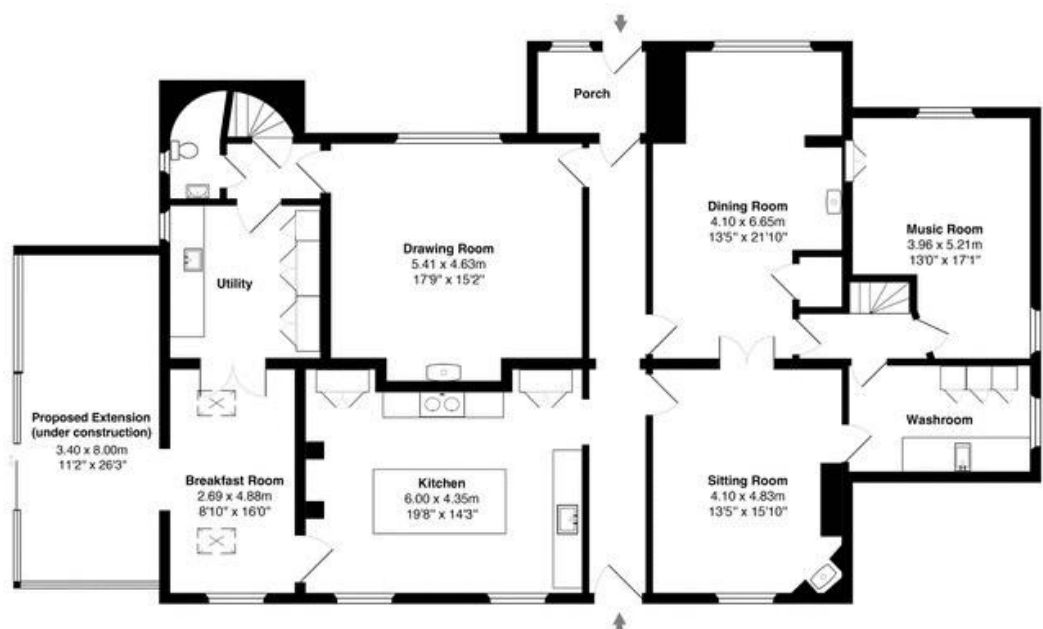 Porch
Dining Room
4.10 x 6.65m
13'5" x 21'10"
Music Room
3.96 x 5.21m
13'0" x 17'1"
Drawing Room
5.41 x 4.63m
17'9" x 15'2"
Utility
Proposed Extension
(under construction)
3.40 x 8.00m
11'2" x 26'3"
Breakfast Room
2.69 x 4.88m
8'10" x 16'0"
Kitchen
6.00 x 4.35m
19'8" x 14'3"
Sitting Room
4.10 x 4.83m
13'5" x 15'10"
Washroom